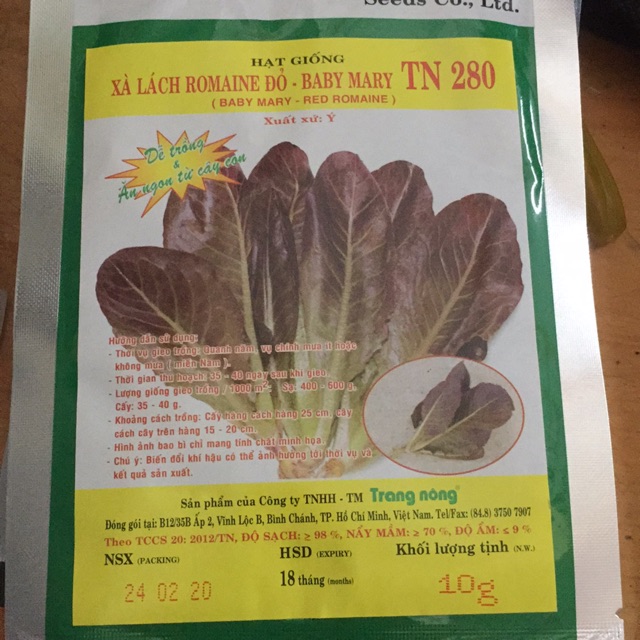 Seeds Co., Ltd.
HẠT GIỐNG
XÀ LÁCH ROMAINE ĐỎ - BABY MARY TN 280
( BABY MARY - RED ROMAINE )
Xuất xứ: Ý
Dễ trồng
&
Ăn ngon từ cây con
Hướng dẫn sử dụng:
- Thời vụ gieo trồng: Quanh năm, vụ chính mưa ít hoặc
không mưa ( miền Nam ).
- Thời gian thu hoạch: 35 - 40 ngày sau khi gieo.
- Lượng giống gieo trồng / 1000 m²: Sạ: 400 - 500 g.
Cấy: 35 - 40 g.
- Khoảng cách trồng: Cây hàng cách hàng 25 cm, cây
cách cây trên hàng 15 - 20 cm.
- Hình ảnh bao bì chỉ mang tính chất minh họa.
- Chú ý: Biến đổi khí hậu có thể ảnh hưởng tới thời vụ và
kết quả sản xuất.
Sản phẩm của Công ty TNHH - TM Trang nông®
Đóng gói tại: B12/35B Ấp 2, Vĩnh Lộc B, Bình Chánh, TP. Hồ Chí Minh, Việt Nam. Tel/Fax: (84.8) 3750 7907
Theo TCCS 20: 2012/TN, ĐỘ SẠCH: ≥ 98 %, NẢY MẦM: ≥ 70 %, ĐỘ ẨM: ≤ 9 %
NSX (PACKING) HSD (EXPIRY) Khối lượng tịnh (N.W.)
24 02 20 18 tháng (months) 10g